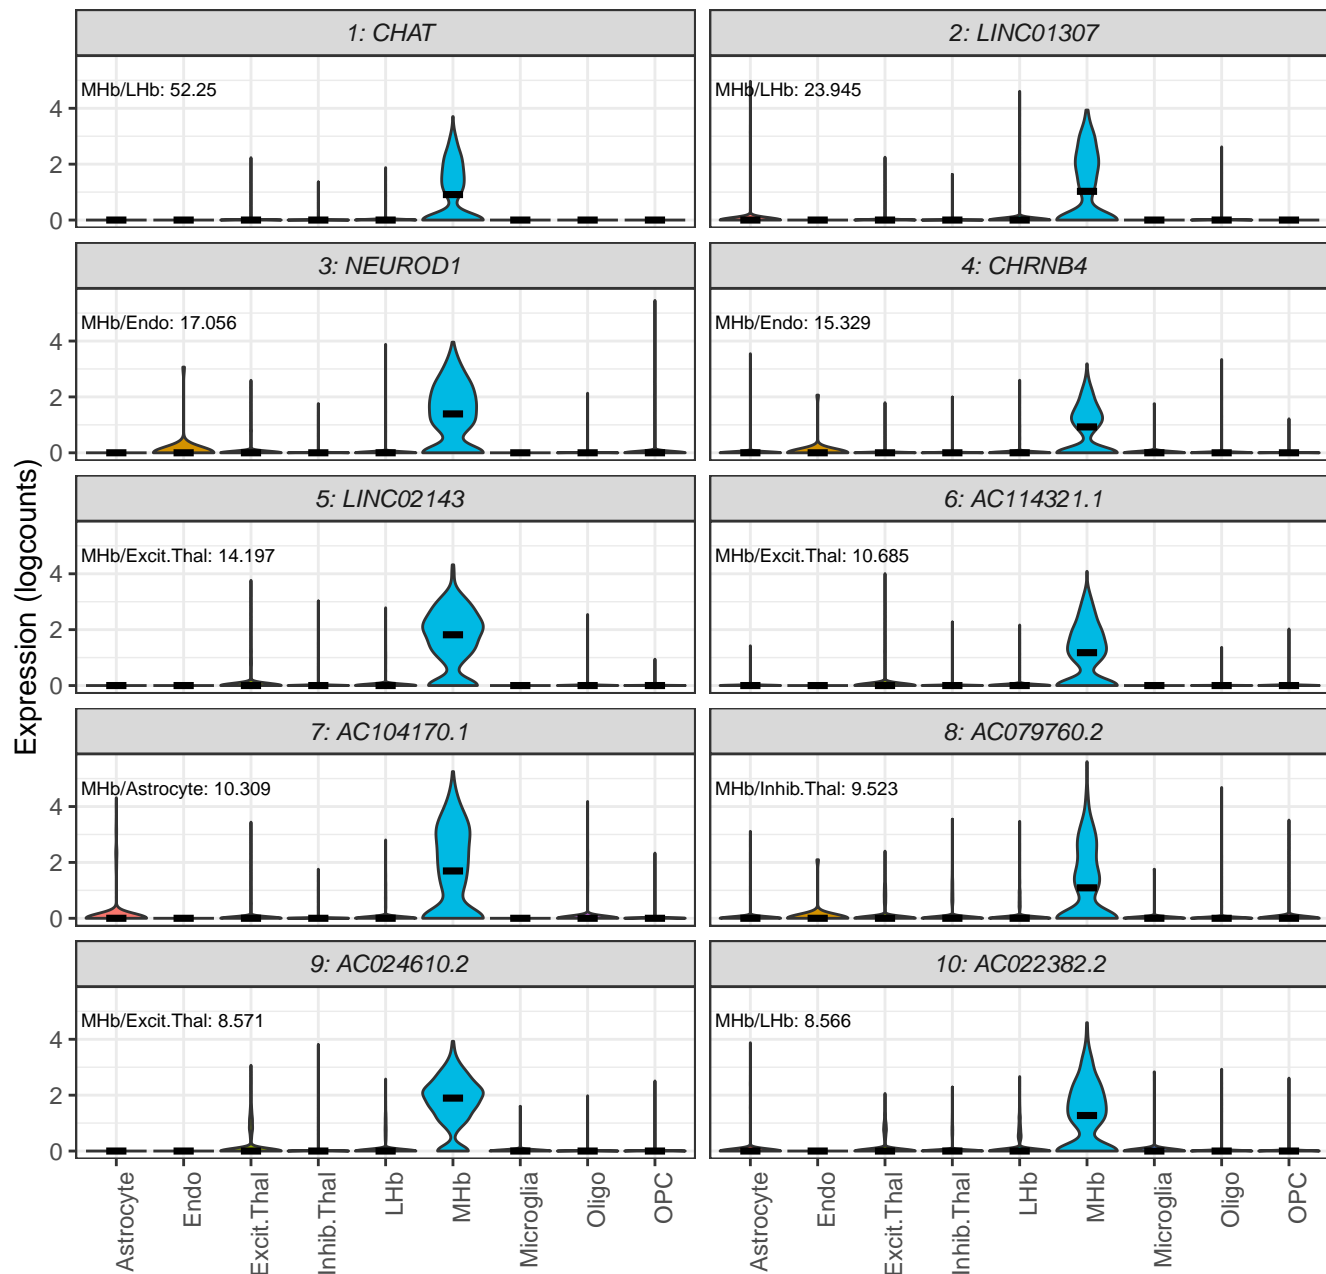 1: CHAT
2: LINC01307
MHb/LHb: 52.25
MHb/LHb: 23.945
4
2
0
3: NEUROD1
4: CHRNB4
MHb/Endo: 17.056
MHb/Endo: 15.329
4
2
0
5: LINC02143
6: AC114321.1
MHb/Excit.Thal: 14.197
MHb/Excit.Thal: 10.685
4
2
0
7: AC104170.1
8: AC079760.2
MHb/Astrocyte: 10.309
MHb/Inhib.Thal: 9.523
4
2
0
9: AC024610.2
10: AC022382.2
MHb/Excit.Thal: 8.571
MHb/LHb: 8.566
4
2
0
Expression (logcounts)
Astrocyte
Endo
Excit.Thal
Inhib.Thal
LHb
MHb
Microglia
Oligo
OPC
Astrocyte
Endo
Excit.Thal
Inhib.Thal
LHb
MHb
Microglia
Oligo
OPC